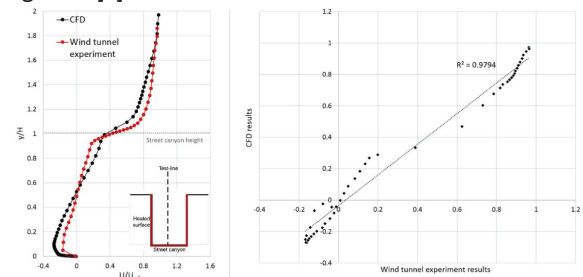 2
1.8
1.6
1.4
1.2
1
0.8
0.6
0.4
0.2
0
y/H
CFD
Wind tunnel
experiment
Street canyon height
Test-line
Heated
surface
Street canyon
-0.4
0
0.4
0.8
1.2
1.6
1.2
1
0.8
0.6
0.4
0.2
0
-0.2
-0.4
CFD results
R² = 0.9794
-0.4
-0.2
0.2
0.4
0.6
0.8
1
1.2
Wind tunnel experiment results